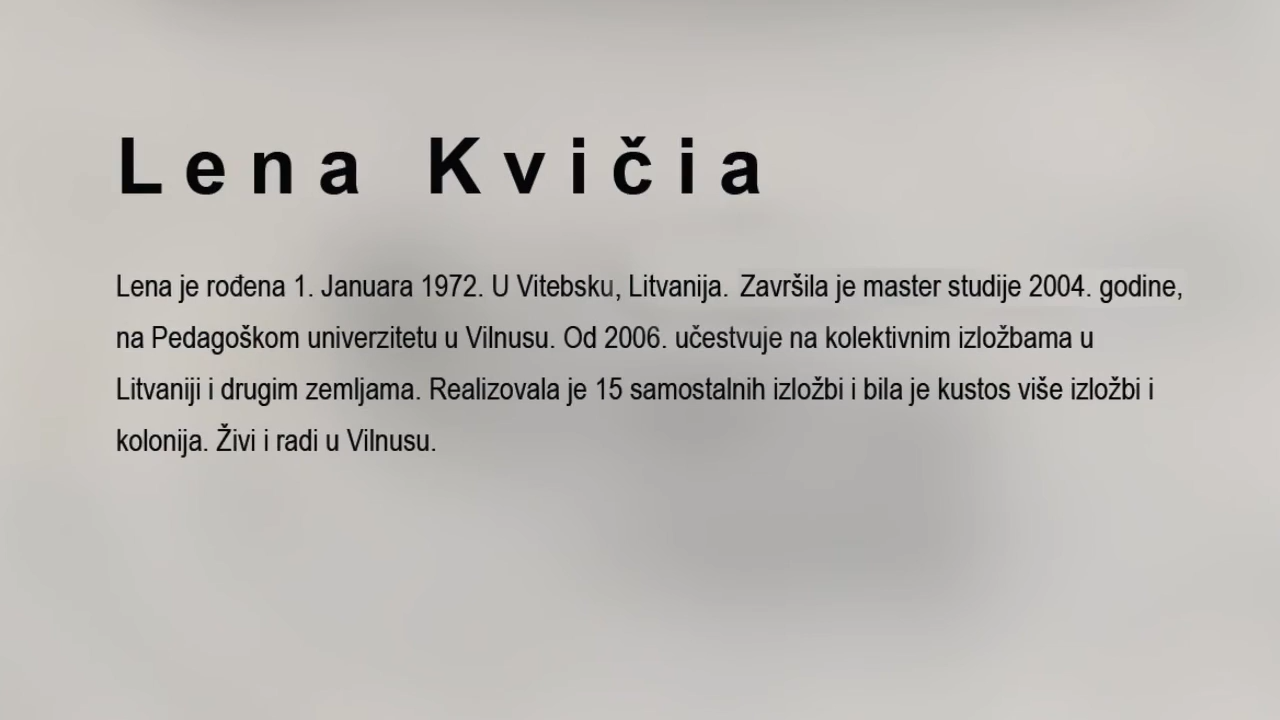 Lena Kvičia
Lena je rođena 1. Januara 1972. U Vitebsku, Litvanija. Završila je master studije 2004. godine,
na Pedagoškom univerzitetu u Vilnusu. Od 2006. učestvuje na kolektivnim izložbama u
Litvaniji i drugim zemljama. Realizovala je 15 samostalnih izložbi i bila je kustos više izložbi i
kolonija. Živi i radi u Vilnusu.